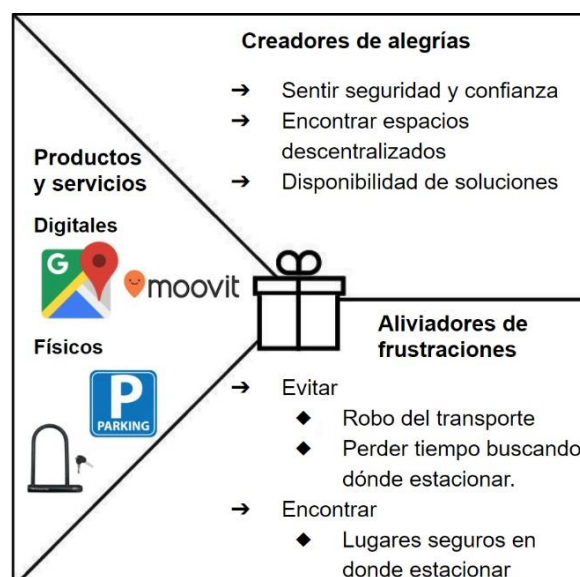 Creadores de alegrías
➔ Sentir seguridad y confianza
➔ Encontrar espacios
descentralizados
➔ Disponibilidad de soluciones
Productos
y servicios
Digitales
G
moovit
Físicos
P
PARKING
Aliviadores de
frustraciones
➔ Evitar
◆ Robo del transporte
◆ Perder tiempo buscando
dónde estacionar.
➔ Encontrar
◆ Lugares seguros en
donde estacionar